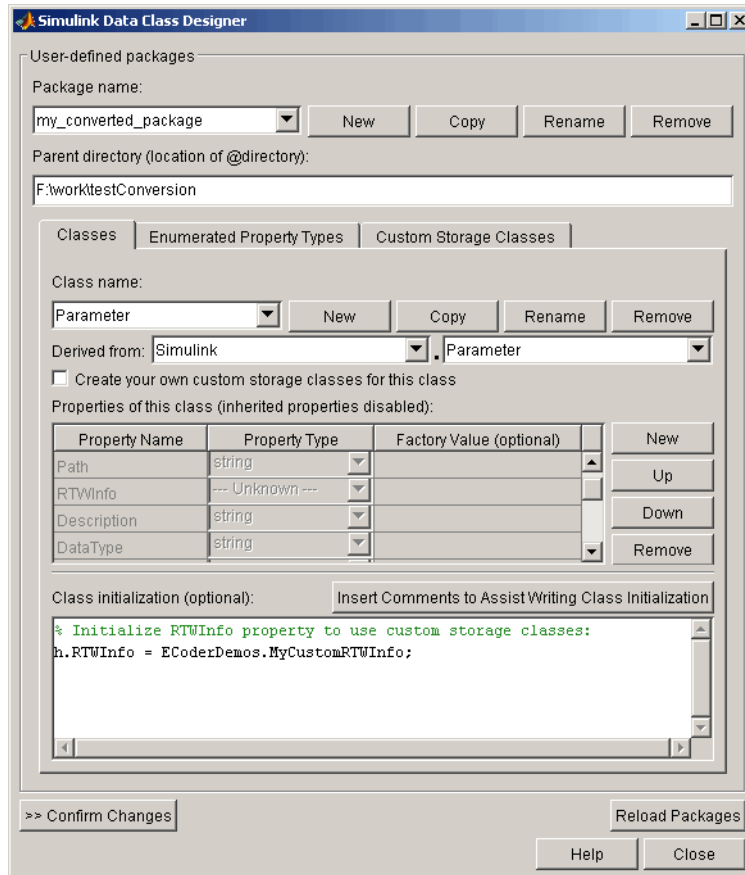 Simulink Data Class Designer
User-defined packages
Package name:
my_converted_package New Copy Rename Remove
Parent directory (location of @directory):
F:\work\testConversion
Classes Enumerated Property Types Custom Storage Classes
Class name:
Parameter New Copy Rename Remove
Derived from: Simulink . Parameter
Create your own custom storage classes for this class
Properties of this class (inherited properties disabled):
Property Name Property Type Factory Value (optional) New
Path string
Up
RTWInfo --- Unknown ---
Description string Down
DataType string Remove
Class initialization (optional): Insert Comments to Assist Writing Class Initialization
% Initialize RTWInfo property to use custom storage classes:
h.RTWInfo = ECoderDemos.MyCustomRTWInfo;
>> Confirm Changes Reload Packages
Help Close